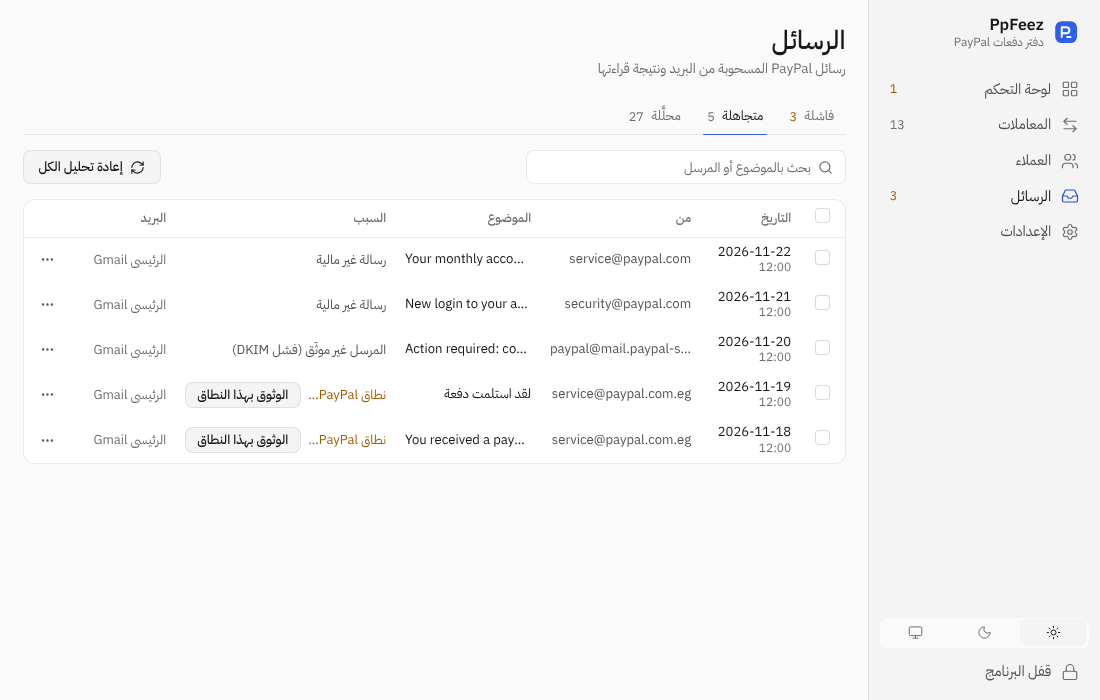 PpFeez
دفتر دفعات PayPal
لوحة التحكم 1
المعاملات 13
العملاء
الرسائل 3
الإعدادات
قفل البرنامج
الرسائل
رسائل PayPal المسحوبة من البريد ونتيجة قراءتها
فاشلة 3 متجاهلة 5 محلَّلة 27
بحث بالموضوع أو المرسل
إعادة تحليل الكل
التاريخ من الموضوع السبب البريد
2026-11-22 service@paypal.com Your monthly acco... رسالة غير مالية Gmail الرئيسي
12:00
2026-11-21 security@paypal.com New login to your a... رسالة غير مالية Gmail الرئيسي
12:00
2026-11-20 paypal@mail.paypal-s... Action required: co... المرسل غير موثَّق (فشل DKIM) Gmail الرئيسي
12:00
2026-11-19 service@paypal.com.eg لقد استلمت دفعة نطاق PayPal... الوثوق بهذا النطاق Gmail الرئيسي
12:00
2026-11-18 service@paypal.com.eg You received a pay... نطاق PayPal... الوثوق بهذا النطاق Gmail الرئيسي
12:00